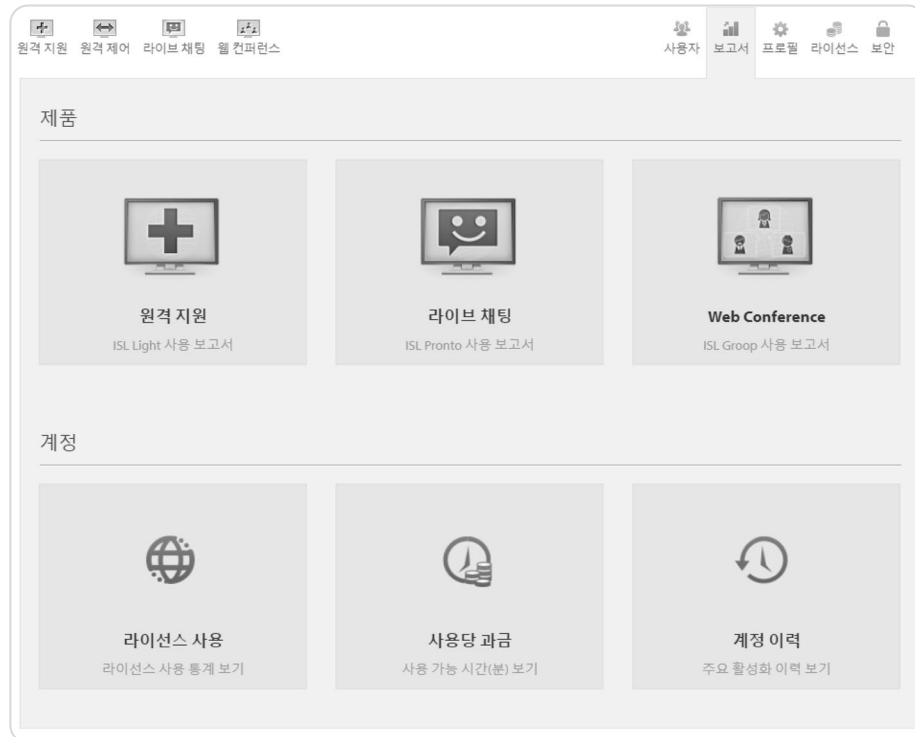 원격 지원 원격 제어 라이브 채팅 웹 컨퍼런스 사용자 보고서 프로필 라이선스 보안
제품
원격 지원 라이브 채팅 Web Conference
ISL Light 사용 보고서 ISL Pronto 사용 보고서 ISL Groop 사용 보고서
계정
라이선스 사용 사용당 과금 계정 이력
라이선스 사용 통계 보기 사용 가능 시간(분) 보기 주요 활성화 이력 보기